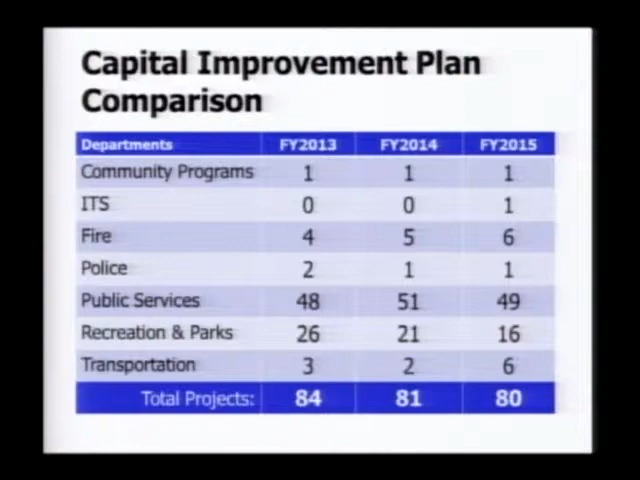 Capital Improvement Plan
Comparison
Departments FY2013 FY2014 FY2015
Community Programs 1 1 1
ITS 0 0 1
Fire 4 5 6
Police 2 1 1
Public Services 48 51 49
Recreation & Parks 26 21 16
Transportation 3 2 6
Total Projects: 84 81 80